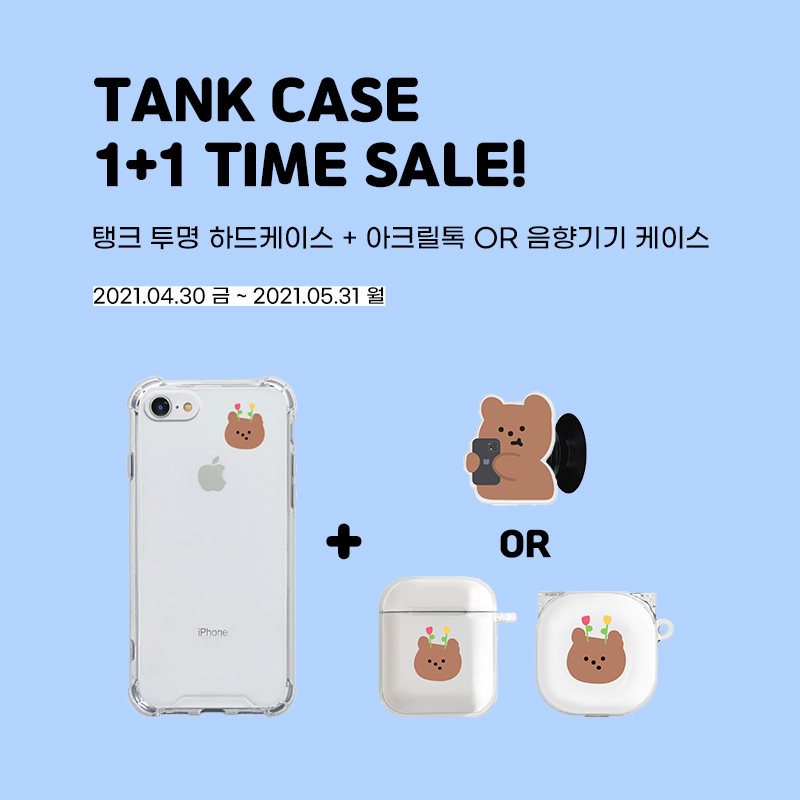 TANK CASE
1+1 TIME SALE!
탱크 투명 하드케이스 + 아크릴톡 OR 음향기기 케이스
2021.04.30 금 ~ 2021.05.31 월
+
OR
iPhone